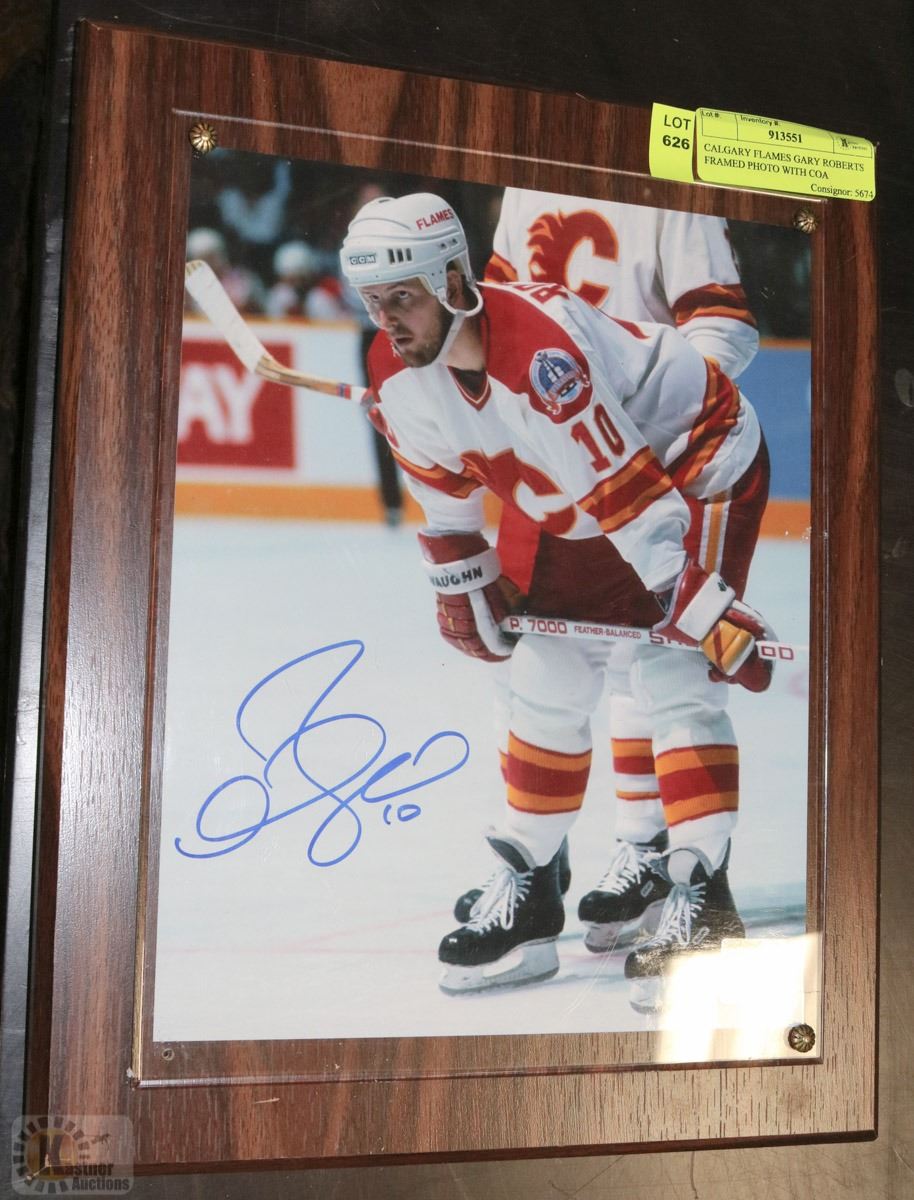 LOT
626
Lot #:
Inventory #:
913551
CALGARY FLAMES GARY ROBERTS
FRAMED PHOTO WITH COA
Consignor: 5674
FLAMES
CCM
C
AY
10
C
VAUGHN
P. 7000 FEATHER-BALANCED
10
Kastner
Auctions